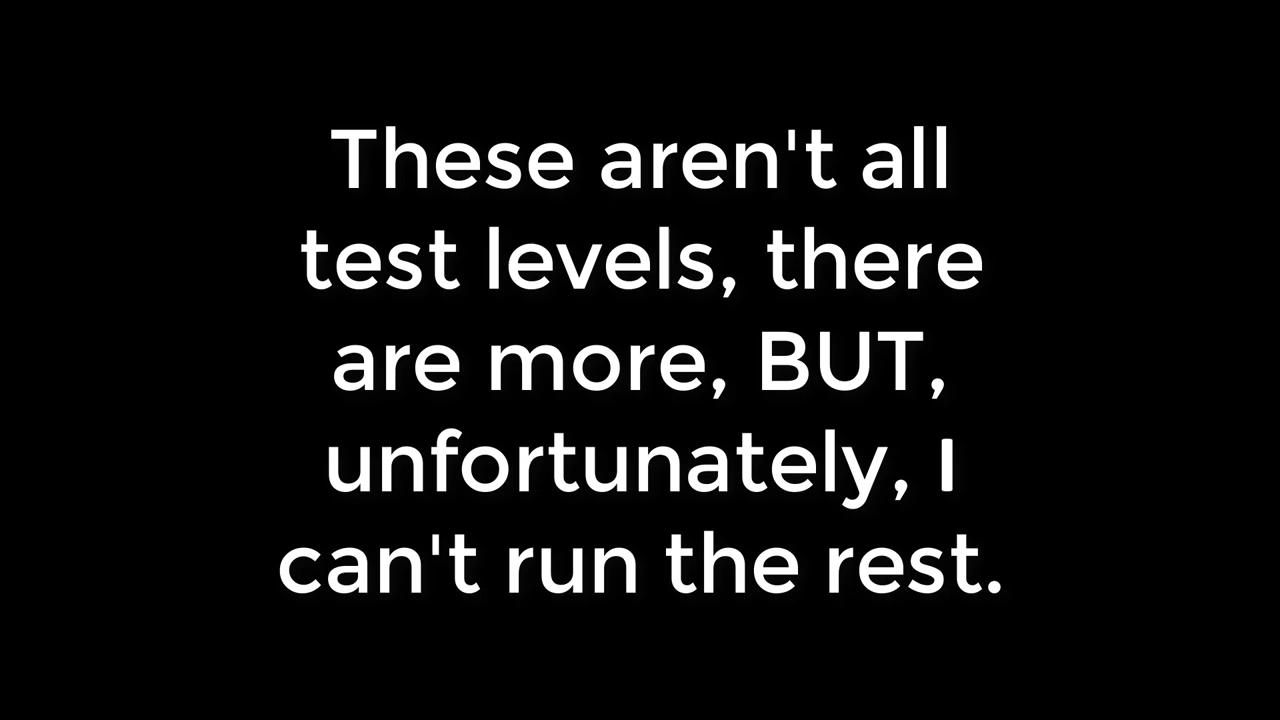 These aren't all
test levels, there
are more, BUT,
unfortunately, I
can't run the rest.